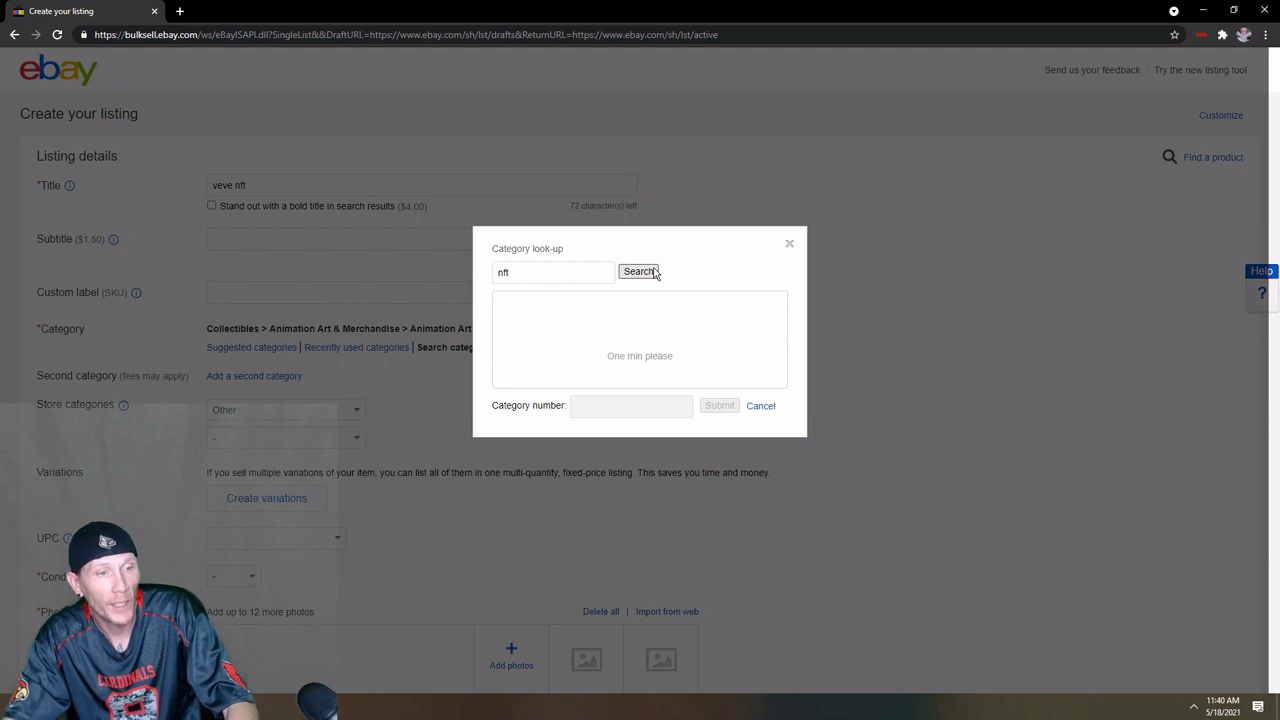 Create your listing
bulksell.ebay.com/ws/eBayISAPI.dll?SingleList&&DraftURL=https://www.ebay.com/sh/lst/drafts&ReturnURL=https://www.ebay.com/sh/lst/active
ebay
Send us your feedback
Try the new listing tool
Create your listing
Customize
Listing details
Find a product
*Title
veve nft
Stand out with a bold title in search results ($4.00)
72 character(s) left
Subtitle ($1.50)
Category look-up
nft
Search
Help
?
Custom label (SKU)
*Category
Collectibles > Animation Art & Merchandise > Animation Art
Suggested categories | Recently used categories | Search cate
One min please
Second category (fees may apply)
Add a second category
Store categories
Other
-
Category number:
Submit
Cancel
Variations
If you sell multiple variations of your item, you can list all of them in one multi-quantity, fixed-price listing. This saves you time and money.
Create variations
UPC
*Cond
-
*Pho
Add up to 12 more photos
Delete all | Import from web
+
Add photos
CARDINALS
11:40 AM
5/18/2021